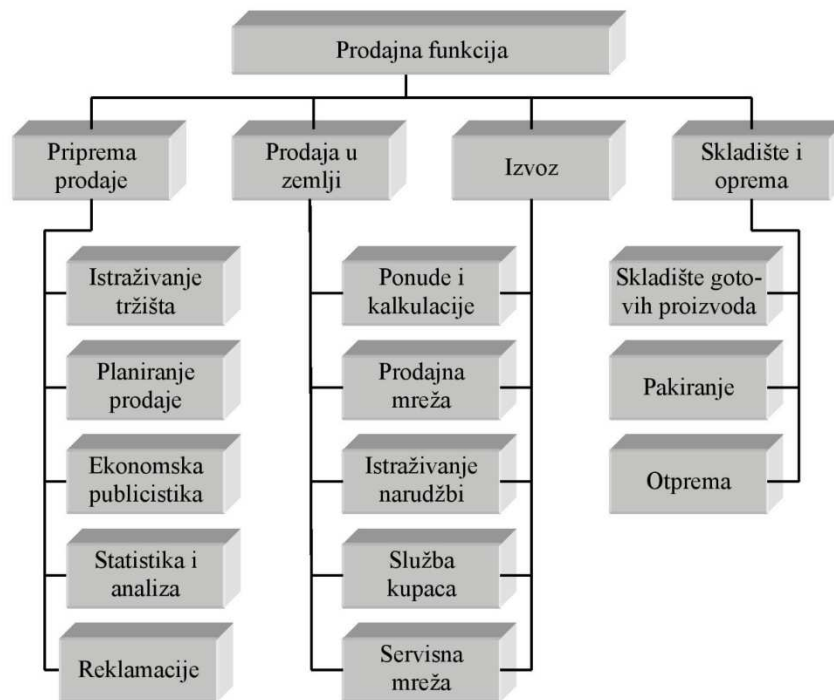 Prodajna funkcija
Priprema
prodaje
Prodaja u
zemlji
Izvoz
Skladište i
oprema
Istraživanje
tržišta
Ponude i
kalkulacije
Skladište goto-
vih proizvoda
Planiranje
prodaje
Prodajna
mreža
Pakiranje
Ekonomska
publicistika
Istraživanje
narudžbi
Otprema
Statistika i
analiza
Služba
kupaca
Reklamacije
Servisna
mreža